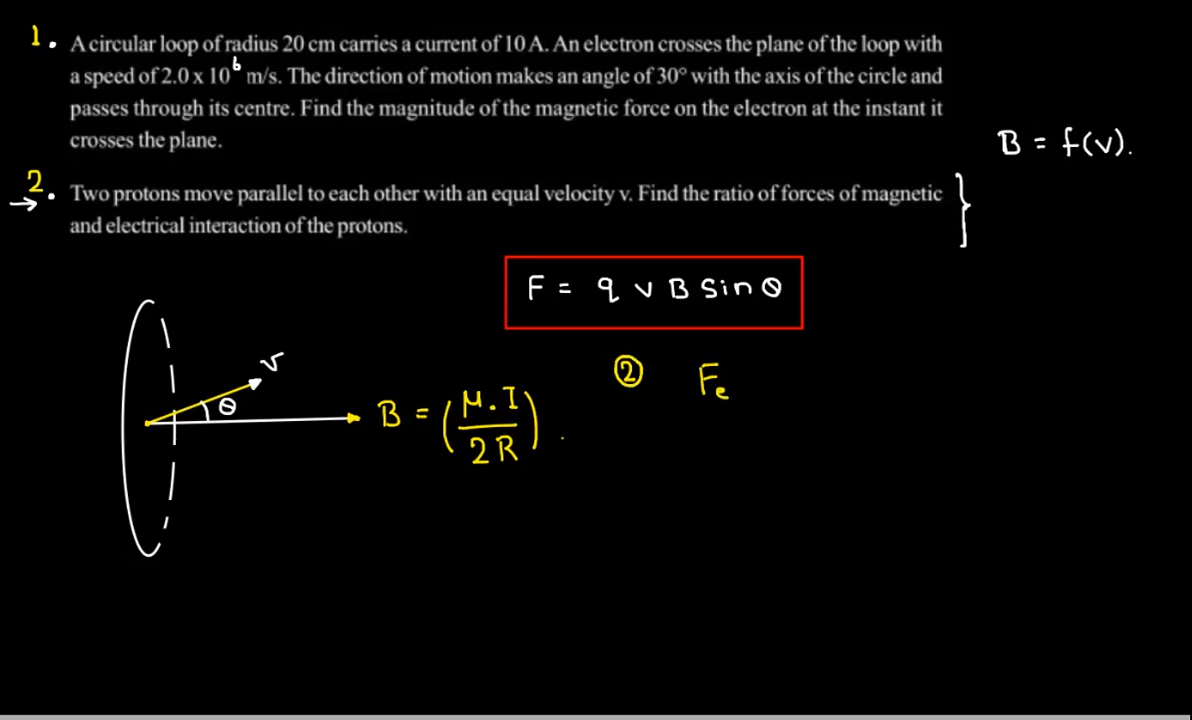 1. A circular loop of radius 20 cm carries a current of 10 A. An electron crosses the plane of the loop with
a speed of 2.0 x 10⁶ m/s. The direction of motion makes an angle of 30° with the axis of the circle and
passes through its centre. Find the magnitude of the magnetic force on the electron at the instant it
crosses the plane.
B = f(v).
2. Two protons move parallel to each other with an equal velocity v. Find the ratio of forces of magnetic
and electrical interaction of the protons.
F = q v B Sin θ
② Fe
v
θ
B = (μ. I / 2R)